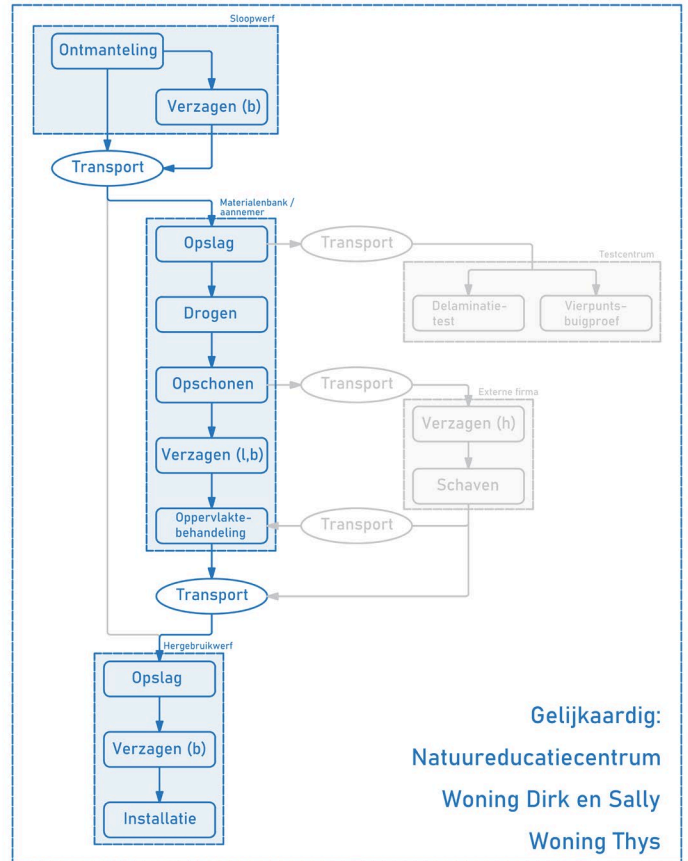 Sloopwerf
Ontmanteling
Verzagen (b)
Transport
Materialenbank /
aannemer
Opslag
Transport
Testcentrum
Delaminatie-
test
Vierpunts-
buigproef
Drogen
Opschonen
Transport
Externe firma
Verzagen (h)
Verzagen (l,b)
Schaven
Oppervlakte-
behandeling
Transport
Transport
Hergebruikwerf
Opslag
Verzagen (b)
Installatie
Gelijkaardig:
Natuureducatiecentrum
Woning Dirk en Sally
Woning Thys